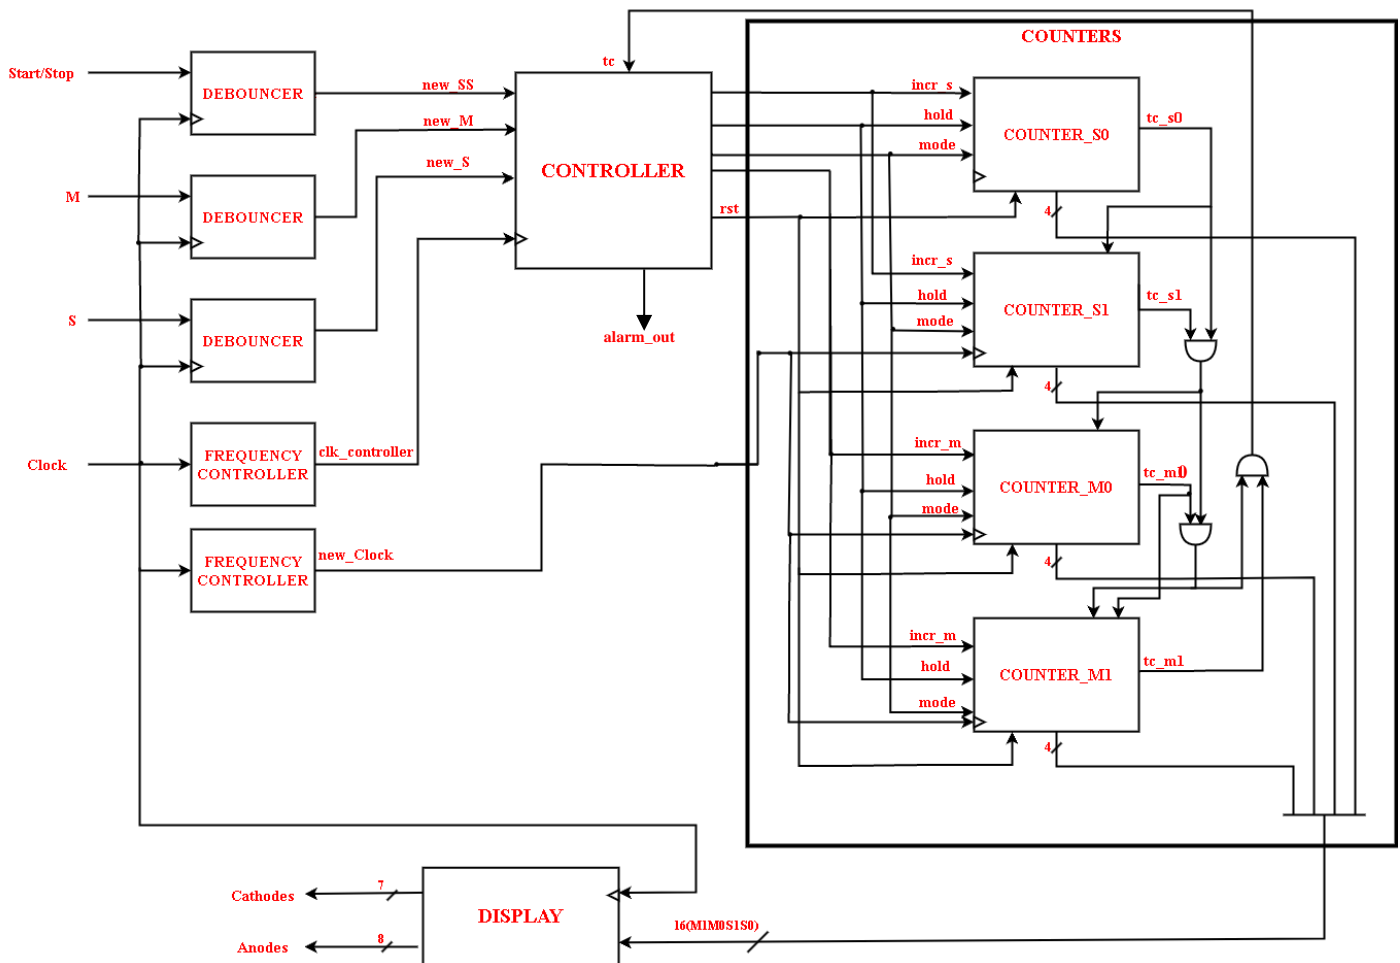 COUNTERS
Start/Stop
DEBOUNCER
new_SS
tc
incr_s
hold
mode
COUNTER_S0
tc_s0
new_M
CONTROLLER
new_S
M
DEBOUNCER
rst
4
incr_s
hold
mode
COUNTER_S1
tc_s1
S
DEBOUNCER
alarm_out
4
Clock
FREQUENCY
CONTROLLER
clk_controller
incr_m
hold
mode
COUNTER_M0
FREQUENCY
CONTROLLER
new_Clock
4
incr_m
hold
mode
COUNTER_M1
tc_m1
4
Cathodes
7
DISPLAY
16(M1M0S1S0)
Anodes
8